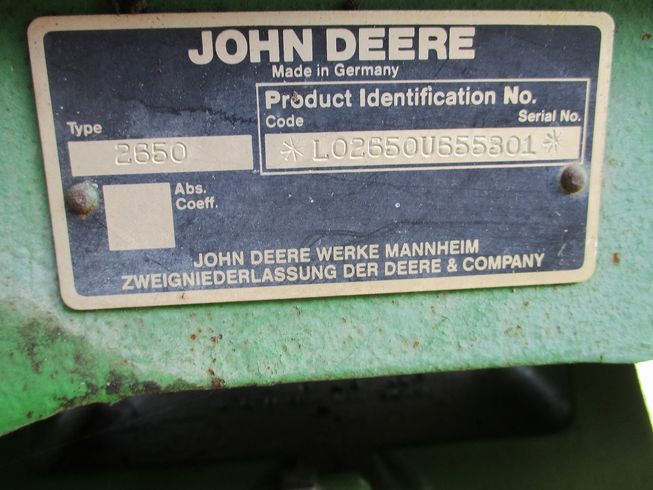 JOHN DEERE
Made in Germany
Product Identification No.
Code Serial No.
Type
2650 *L02650U655301*
Abs.
Coeff.
JOHN DEERE WERKE MANNHEIM
ZWEIGNIEDERLASSUNG DER DEERE & COMPANY